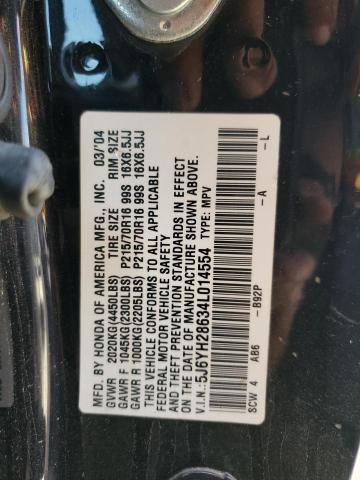 MFD. BY HONDA OF AMERICA MFG., INC. 03/'04
GVWR 2020KG(4450LBS) TIRE SIZE RIM SIZE
GAWR F 1045KG(2300LBS) P215/70R16 99S 16X6.5JJ
GAWR R 1000KG(2205LBS) P215/70R16 99S 16X6.5JJ
THIS VEHICLE CONFORMS TO ALL APPLICABLE
FEDERAL MOTOR VEHICLE SAFETY
AND THEFT PREVENTION STANDARDS IN EFFECT
ON THE DATE OF MANUFACTURE SHOWN ABOVE.
V.I.N.: 5J6YH28634L014554 TYPE: MPV
-B92P -A -L
SCW 4 AB6